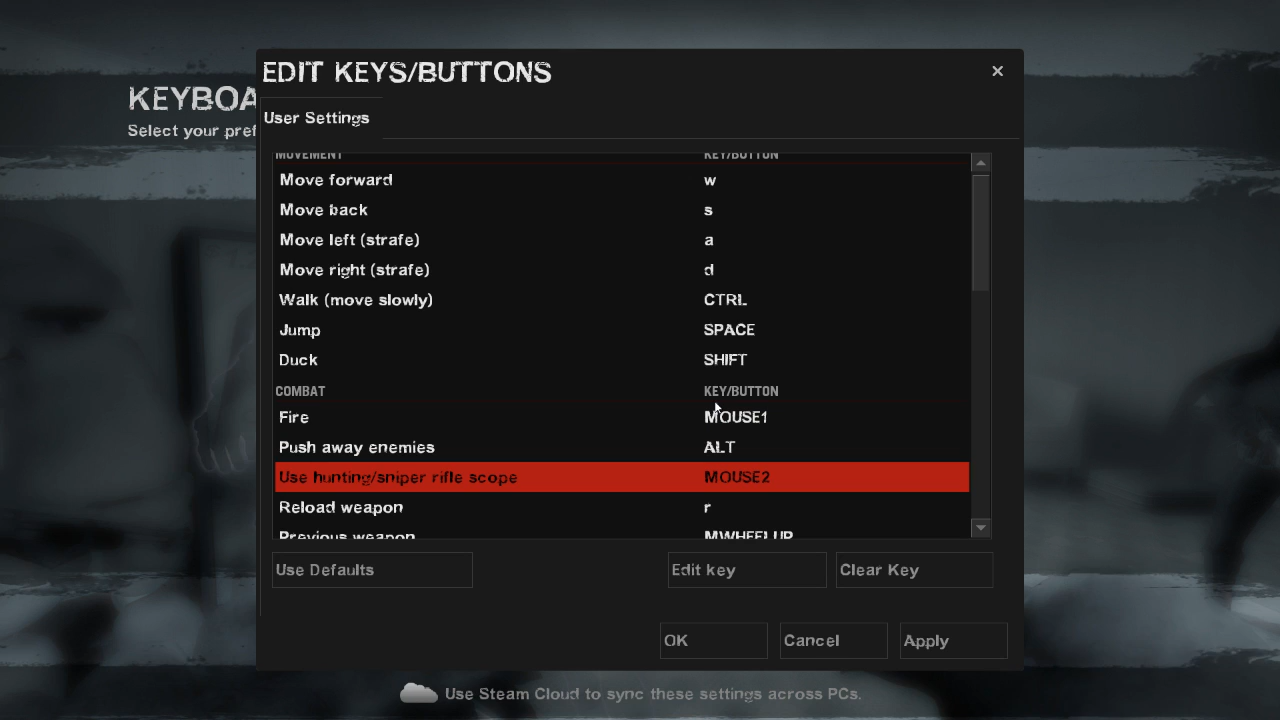 EDIT KEYS/BUTTONS
×
KEYBOA
Select your pref
User Settings
MOVEMENT KEY/BUTTON
Move forward w
Move back s
Move left (strafe) a
Move right (strafe) d
Walk (move slowly) CTRL
Jump SPACE
Duck SHIFT
COMBAT KEY/BUTTON
Fire MOUSE1
Push away enemies ALT
Use hunting/sniper rifle scope MOUSE2
Reload weapon r
Previous weapon MWHEELUP
Use Defaults Edit key Clear Key
OK Cancel Apply
Use Steam Cloud to sync these settings across PCs.